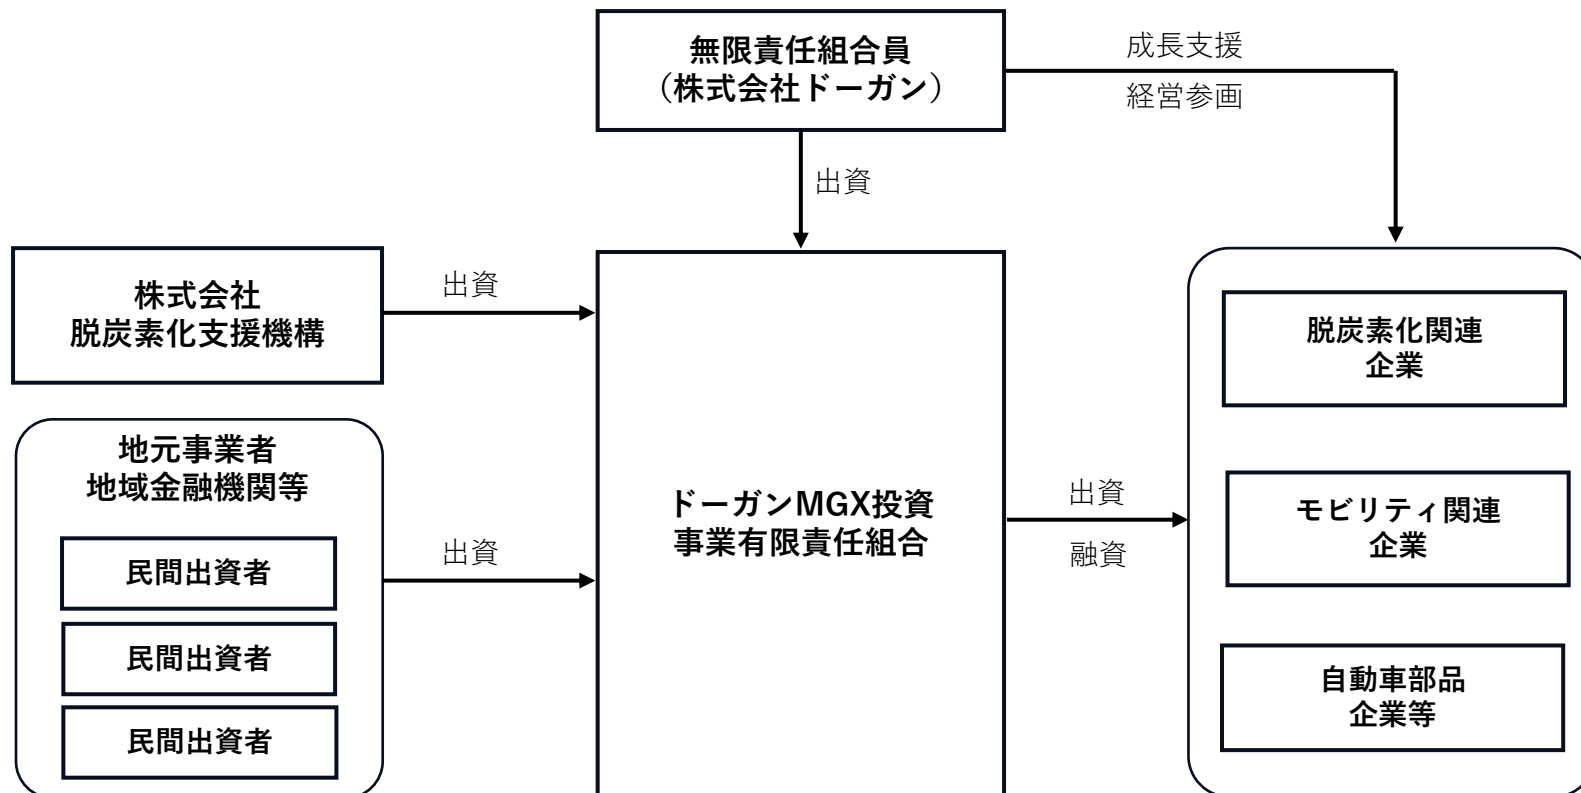 無限責任組合員
（株式会社ドーガン）
成長支援
経営参画
出資
株式会社
脱炭素化支援機構
出資
地元事業者
地域金融機関等
民間出資者
民間出資者
民間出資者
出資
ドーガンMGX投資
事業有限責任組合
出資
融資
脱炭素化関連
企業
モビリティ関連
企業
自動車部品
企業等